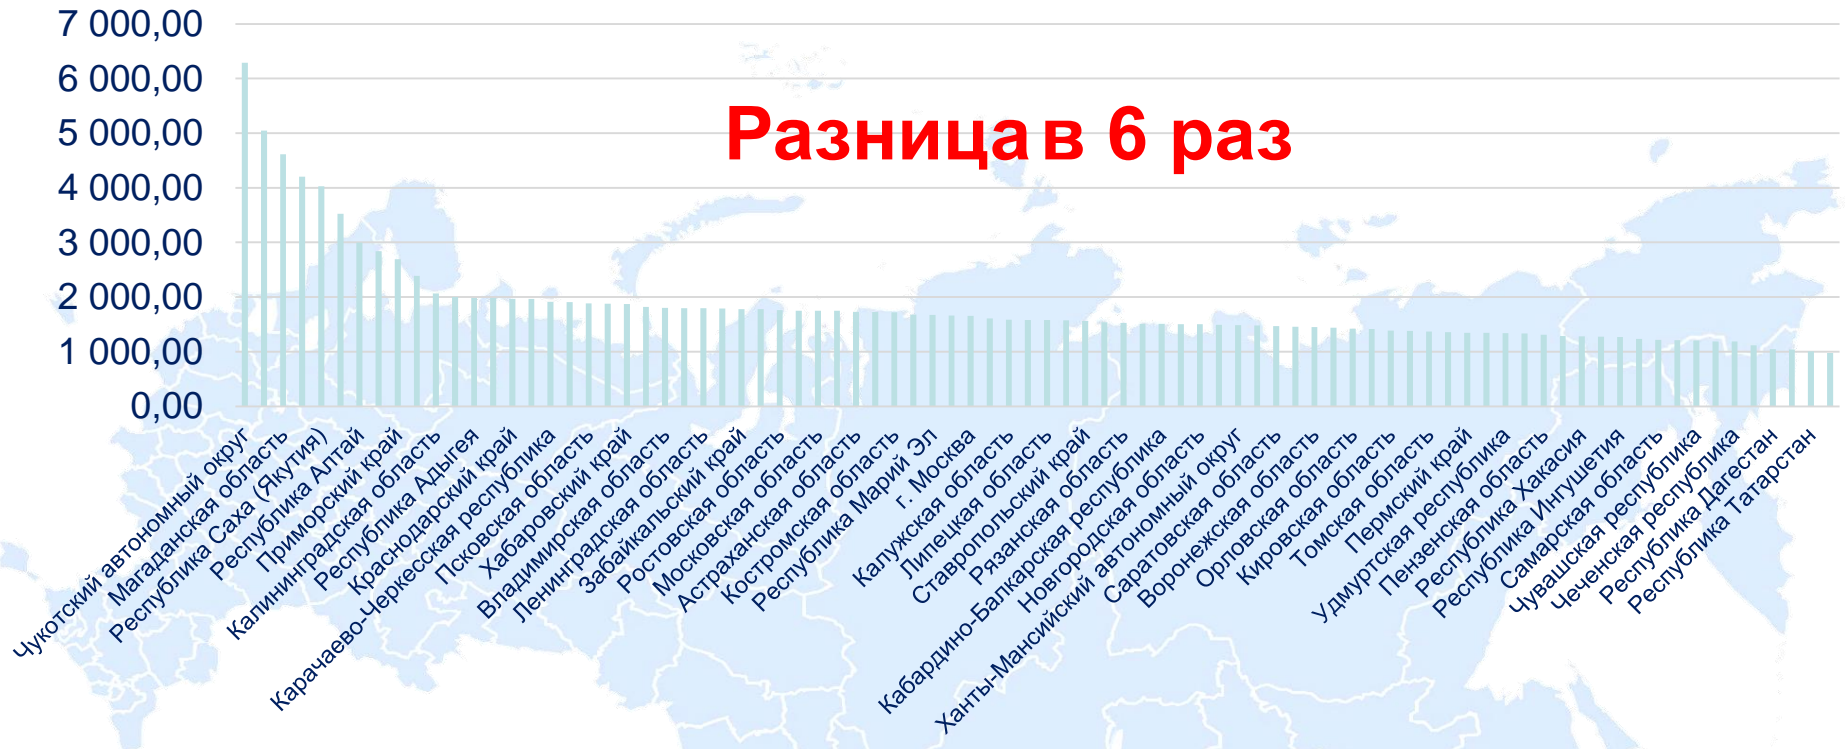 7 000,00
6 000,00
5 000,00
4 000,00
3 000,00
2 000,00
1 000,00
0,00
Разница в 6 раз
Чукотский автономный округ
Магаданская область
Республика Саха (Якутия)
Республика Алтай
Приморский край
Калининградская область
Республика Адыгея
Краснодарский край
Карачаево-Черкесская республика
Псковская область
Хабаровский край
Владимирская область
Ленинградская область
Забайкальский край
Ростовская область
Московская область
Астраханская область
Костромская область
Республика Марий Эл
г. Москва
Калужская область
Липецкая область
Ставропольский край
Рязанская область
Кабардино-Балкарская республика
Новгородская область
Ханты-Мансийский автономный округ
Саратовская область
Воронежская область
Орловская область
Кировская область
Томская область
Пермский край
Удмуртская республика
Пензенская область
Республика Хакасия
Республика Ингушетия
Самарская область
Чувашская республика
Чеченская республика
Республика Дагестан
Республика Татарстан